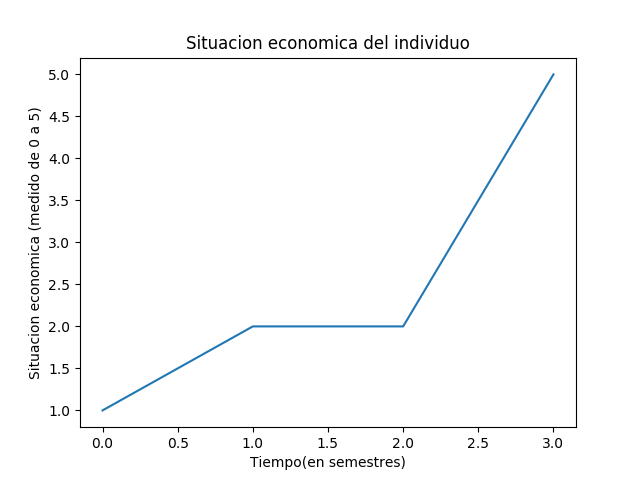 Situacion economica del individuo
Situacion economica (medido de 0 a 5)
5.0
4.5
4.0
3.5
3.0
2.5
2.0
1.5
1.0
0.0 0.5 1.0 1.5 2.0 2.5 3.0
Tiempo(en semestres)